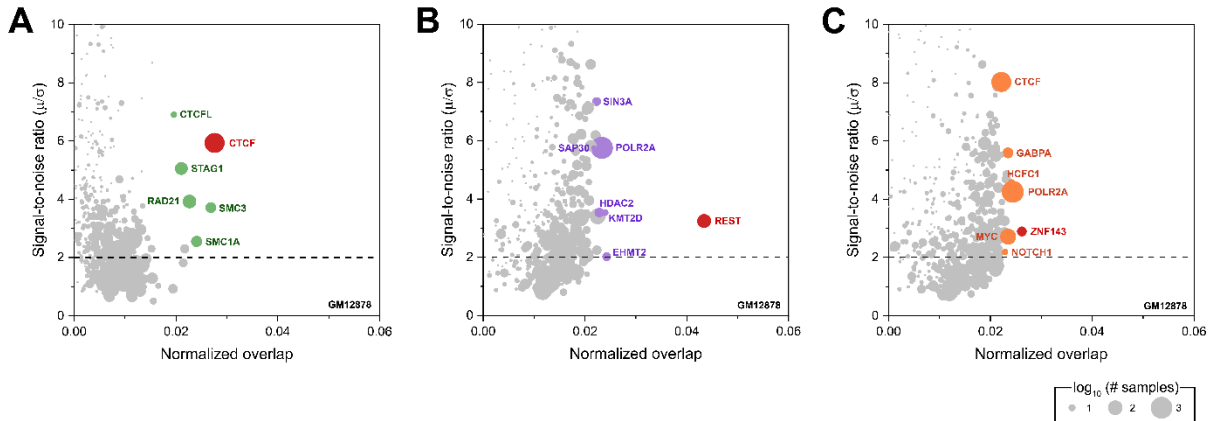 A
Signal-to-noise ratio (μ/σ)
10
8
6
4
2
0
CTCFL
CTCF
STAG1
RAD21
SMC3
SMC1A
GM12878
0.00
0.02
0.04
0.06
Normalized overlap
B
Signal-to-noise ratio (μ/σ)
10
8
6
4
2
0
SIN3A
SAP30
POLR2A
HDAC2
KMT2D
REST
EHMT2
GM12878
0.00
0.02
0.04
0.06
Normalized overlap
C
Signal-to-noise ratio (μ/σ)
10
8
6
4
2
0
CTCF
GABPA
HCFC1
POLR2A
ZNF143
MYC
NOTCH1
GM12878
0.00
0.02
0.04
0.06
Normalized overlap
log₁₀ (# samples)
1
2
3